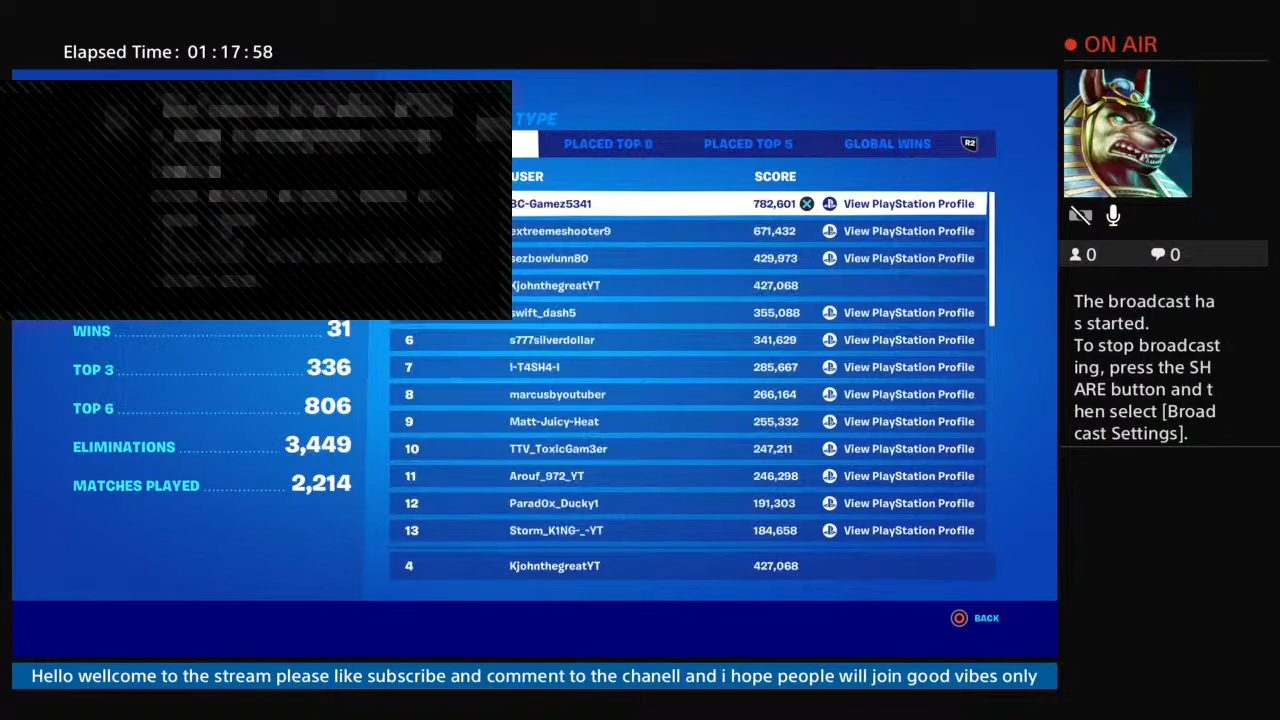 Elapsed Time: 01:17:58
ON AIR
TYPE
PLACED TOP 5
GLOBAL WINS R2
USER SCORE
782,601 View PlayStation Profile
extreemeshooter9 671,432 View PlayStation Profile
sezbowlunn80 429,973 View PlayStation Profile
KjohnthegreatYT 427,068
swift_dash5 355,088 View PlayStation Profile
6 s777silverdollar 341,629 View PlayStation Profile
7 I-T4SH4-I 285,667 View PlayStation Profile
8 marcusbyoutuber 266,164 View PlayStation Profile
9 Matt-Juicy-Heat 255,332 View PlayStation Profile
10 TTV_ToxicGam3er 247,211 View PlayStation Profile
11 Arouf_972_YT 246,298 View PlayStation Profile
12 Parad0x_Ducky1 191,303 View PlayStation Profile
13 Storm_K1NG-_-YT 184,658 View PlayStation Profile
4 KjohnthegreatYT 427,068
WINS 31
TOP 3 336
TOP 6 806
ELIMINATIONS 3,449
MATCHES PLAYED 2,214
BACK
0 0
The broadcast ha
s started.
To stop broadcast
ing, press the SH
ARE button and t
hen select [Broad
cast Settings].
Hello wellcome to the stream please like subscribe and comment to the chanell and i hope people will join good vibes only